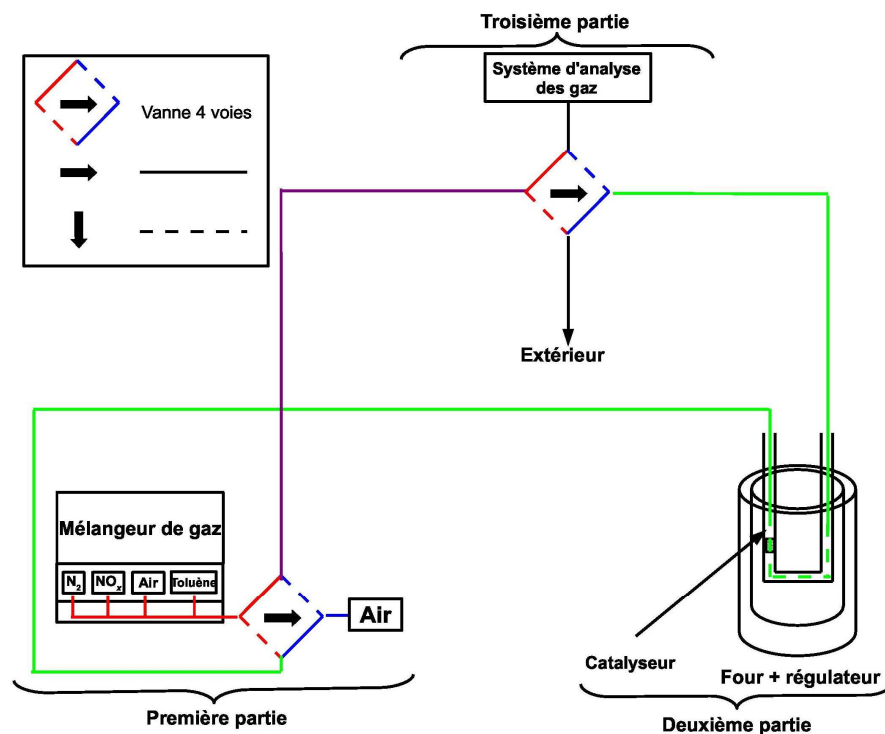 Troisième partie
Système d'analyse
des gaz
Vanne 4 voies
Extérieur
Mélangeur de gaz
N2 NOx Air Toluène
Air
Catalyseur
Four + régulateur
Première partie
Deuxième partie